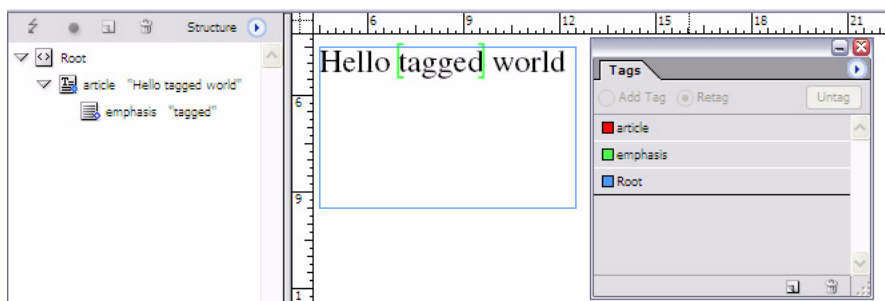 Structure
Root
article "Hello tagged world"
emphasis "tagged"
6 9 12 15 18 21
6
9
1
Hello [tagged] world
Tags
Add Tag Retag Untag
article
emphasis
Root